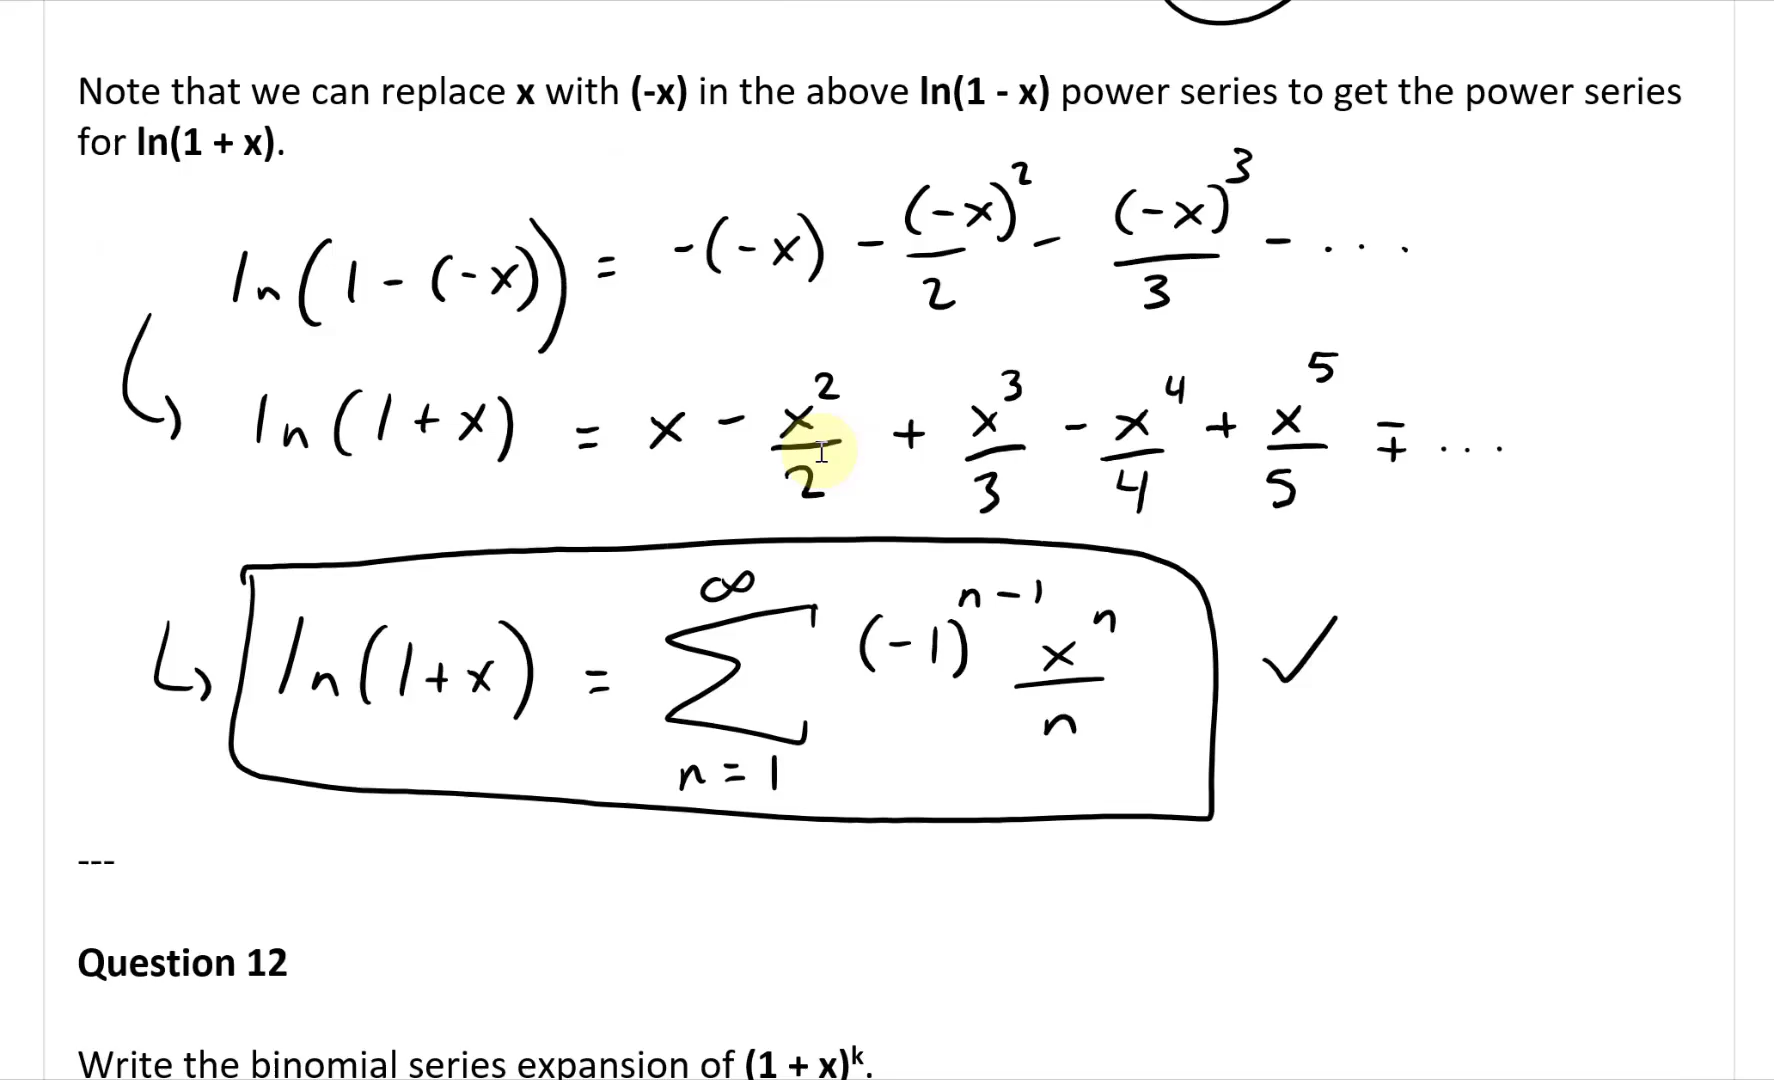 Note that we can replace x with (-x) in the above ln(1 - x) power series to get the power series
for ln(1 + x).
ln(1 - (-x)) = -(-x) - (-x)²/2 - (-x)³/3 - ...
↳ ln(1 + x) = x - x²/2 + x³/3 - x⁴/4 + x⁵/5 ∓ ...
↳ ln(1+x) = ∑_{n=1}^{∞} (-1)^{n-1} x^n/n ✓
---
Question 12
Write the binomial series expansion of (1 + x)ᵏ.